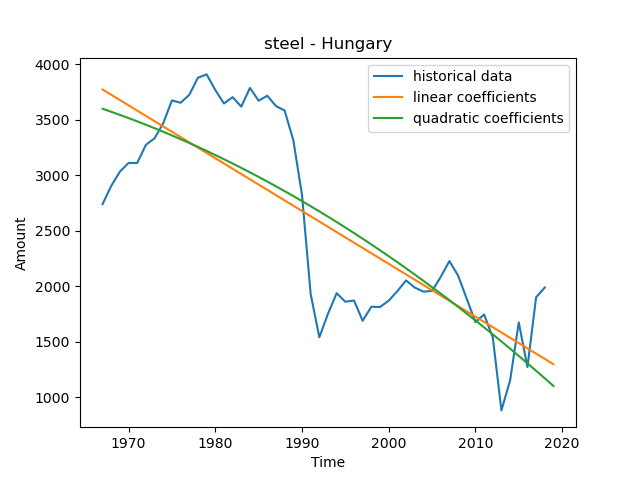 steel - Hungary
historical data
linear coefficients
quadratic coefficients
Amount
4000
3500
3000
2500
2000
1500
1000
1970 1980 1990 2000 2010 2020
Time